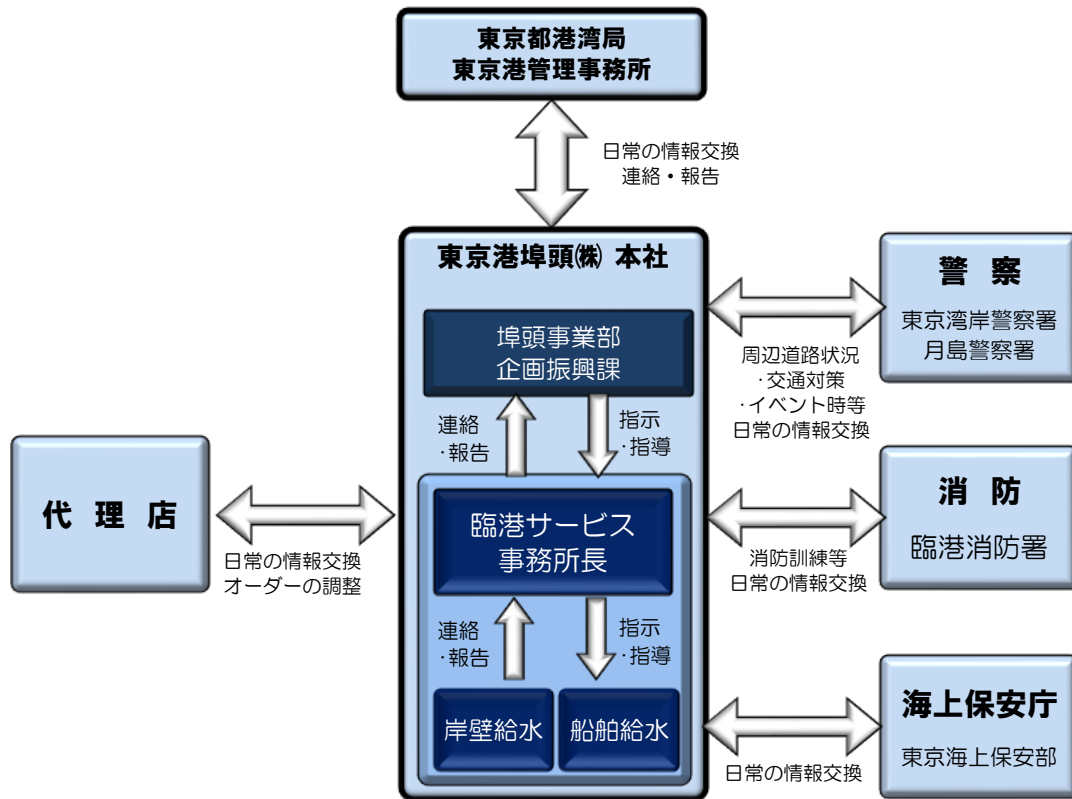 東京都港湾局
東京港管理事務所
日常の情報交換
連絡・報告
東京港埠頭㈱ 本社
埠頭事業部
企画振興課
連絡
・報告
指示
・指導
臨港サービス
事務所長
連絡
・報告
指示
・指導
岸壁給水
船舶給水
代 理 店
日常の情報交換
オーダーの調整
警 察
東京湾岸警察署
月島警察署
周辺道路状況
・交通対策
・イベント時等
日常の情報交換
消 防
臨港消防署
消防訓練等
日常の情報交換
海上保安庁
東京海上保安部
日常の情報交換